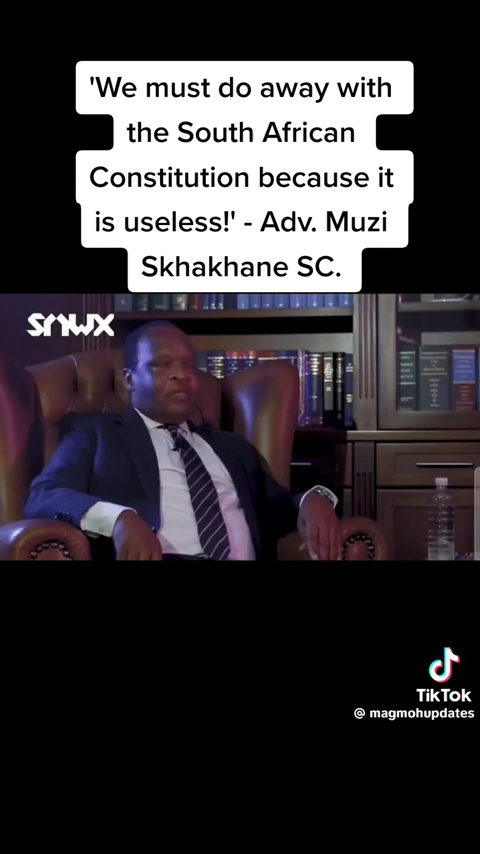 'We must do away with
the South African
Constitution because it
is useless!' - Adv. Muzi
Skhakhane SC.
SMWX
TikTok
@ magmohupdates